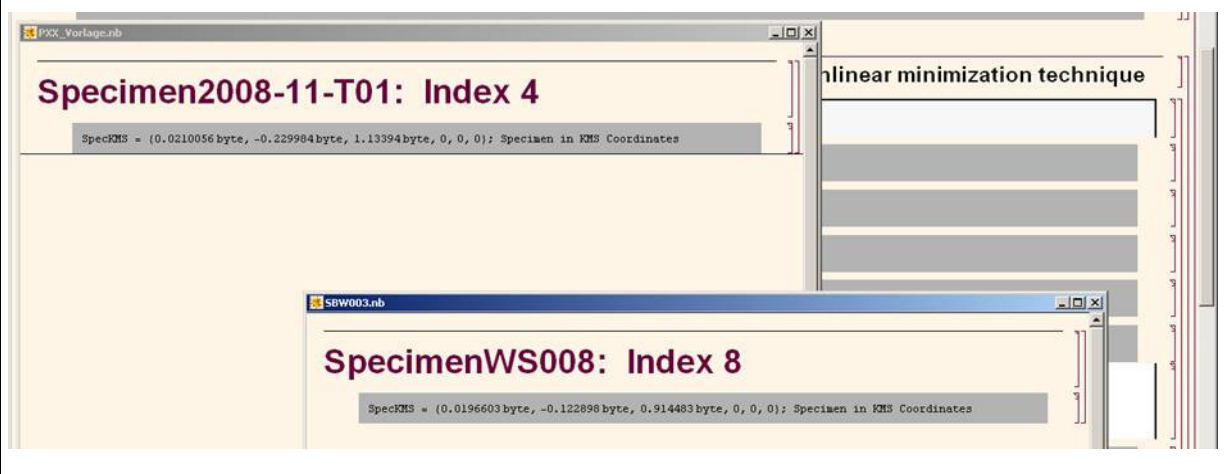 PXX_Vorlage.nb
Specimen2008-11-T01: Index 4
SpecKMS = (0.0210056 byte, -0.229984 byte, 1.13394 byte, 0, 0, 0); Specimen in KMS Coordinates
nlinear minimization technique
SBW003.nb
SpecimenWS008: Index 8
SpecKMS = (0.0196603 byte, -0.122898 byte, 0.914483 byte, 0, 0, 0); Specimen in KMS Coordinates